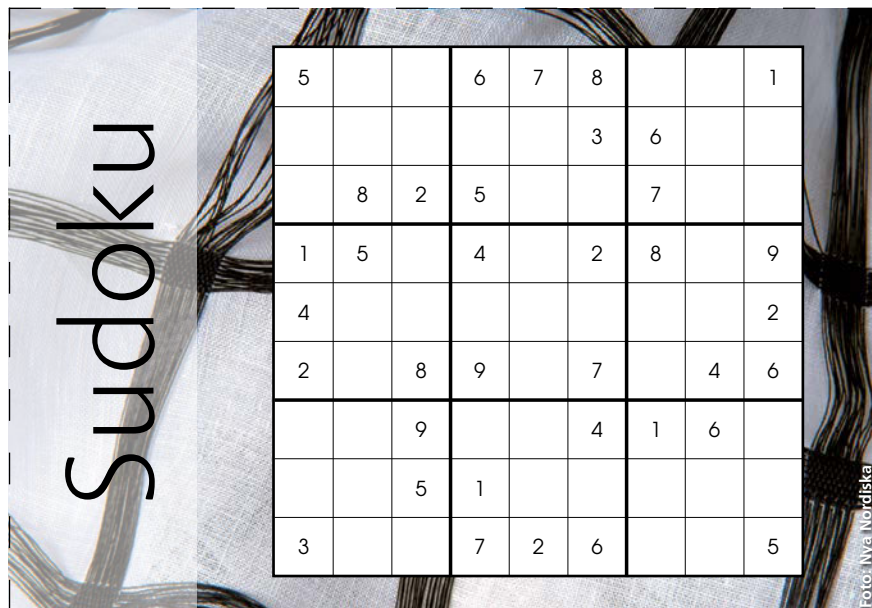 Sudoku
5 6 7 8 1
3 6
8 2 5 7
1 5 4 2 8 9
4 2
2 8 9 7 4 6
9 4 1 6
5 1
3 7 2 6 5
Foto: Nya Nordiska